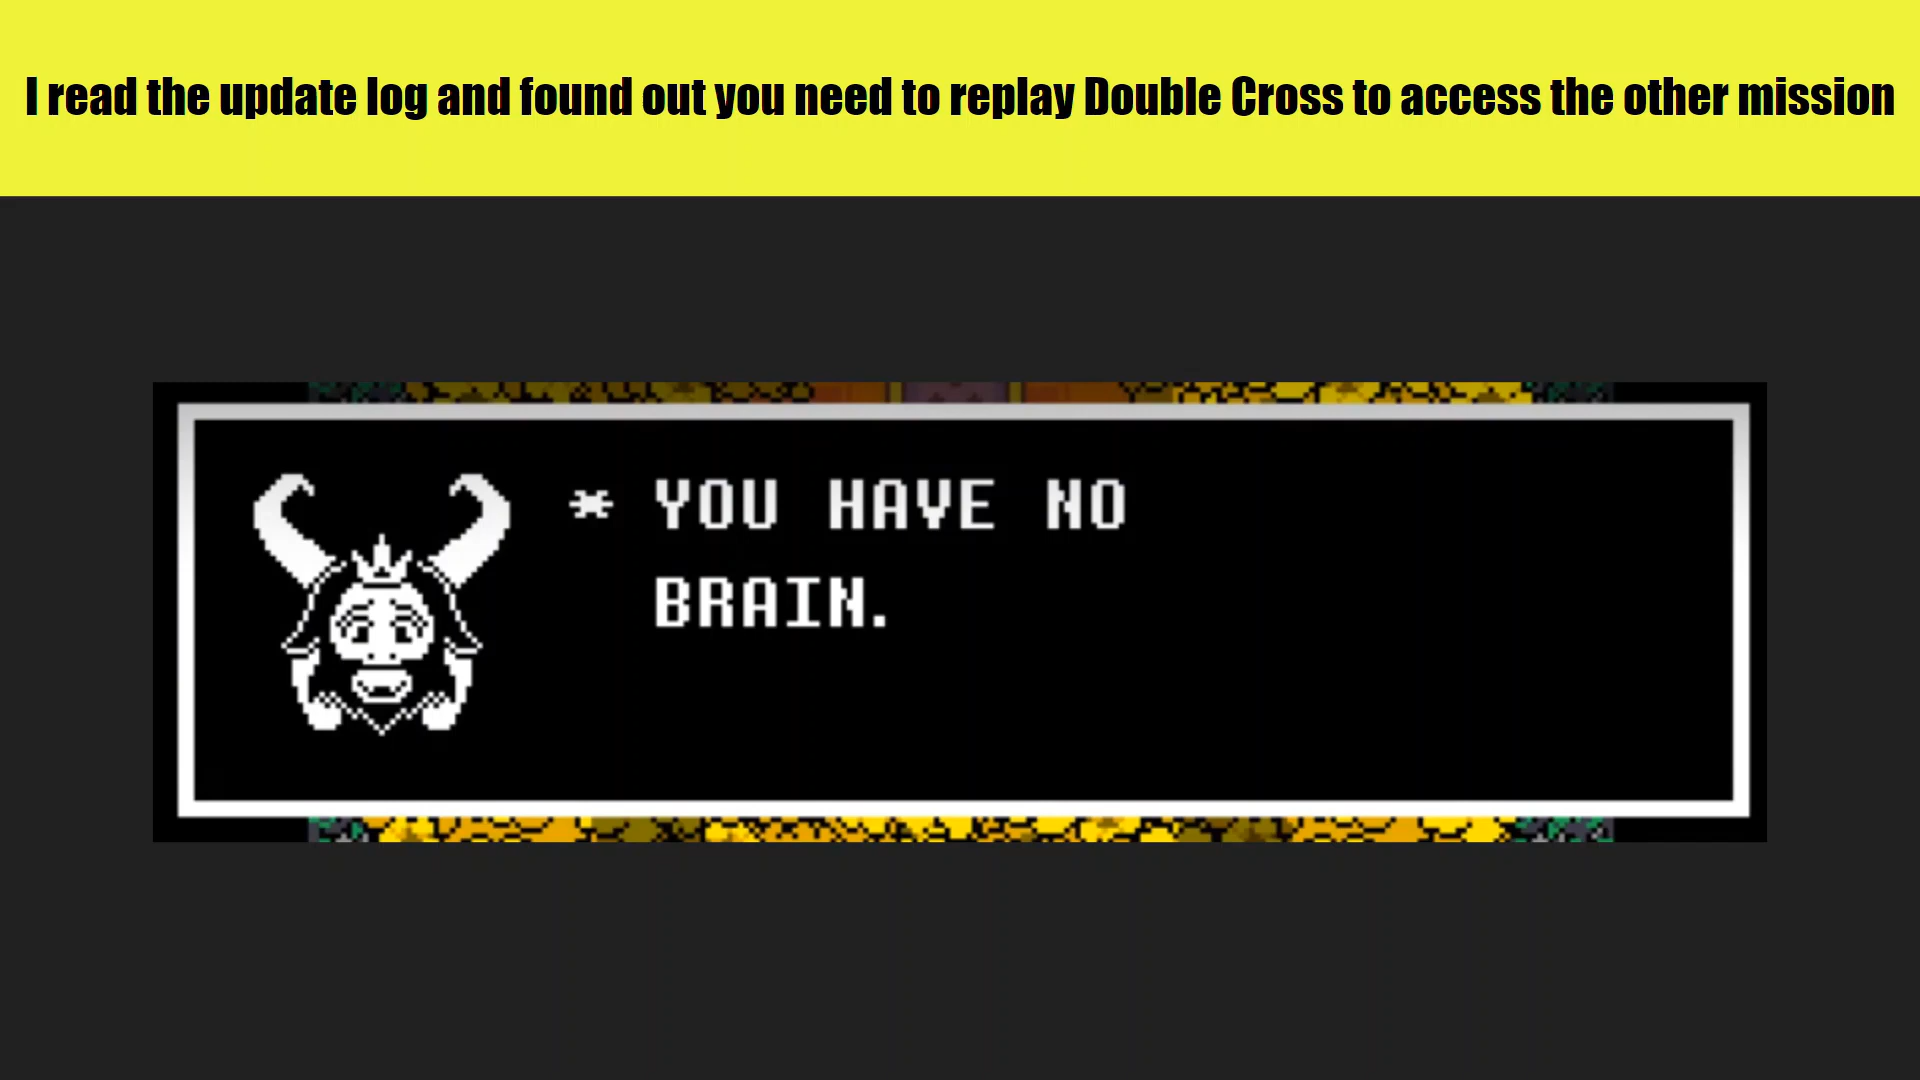 I read the update log and found out you need to replay Double Cross to access the other mission
* YOU HAVE NO
BRAIN.